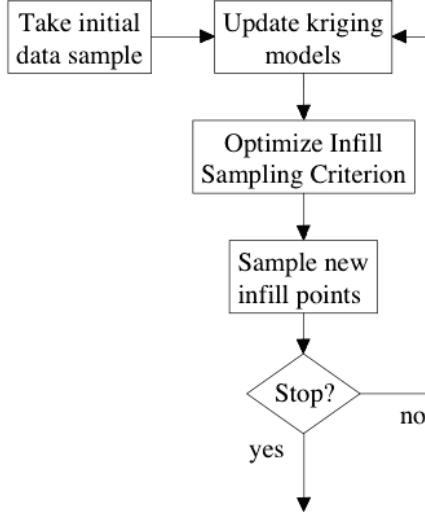 Take initial
data sample
Update kriging
models
Optimize Infill
Sampling Criterion
Sample new
infill points
Stop?
no
yes